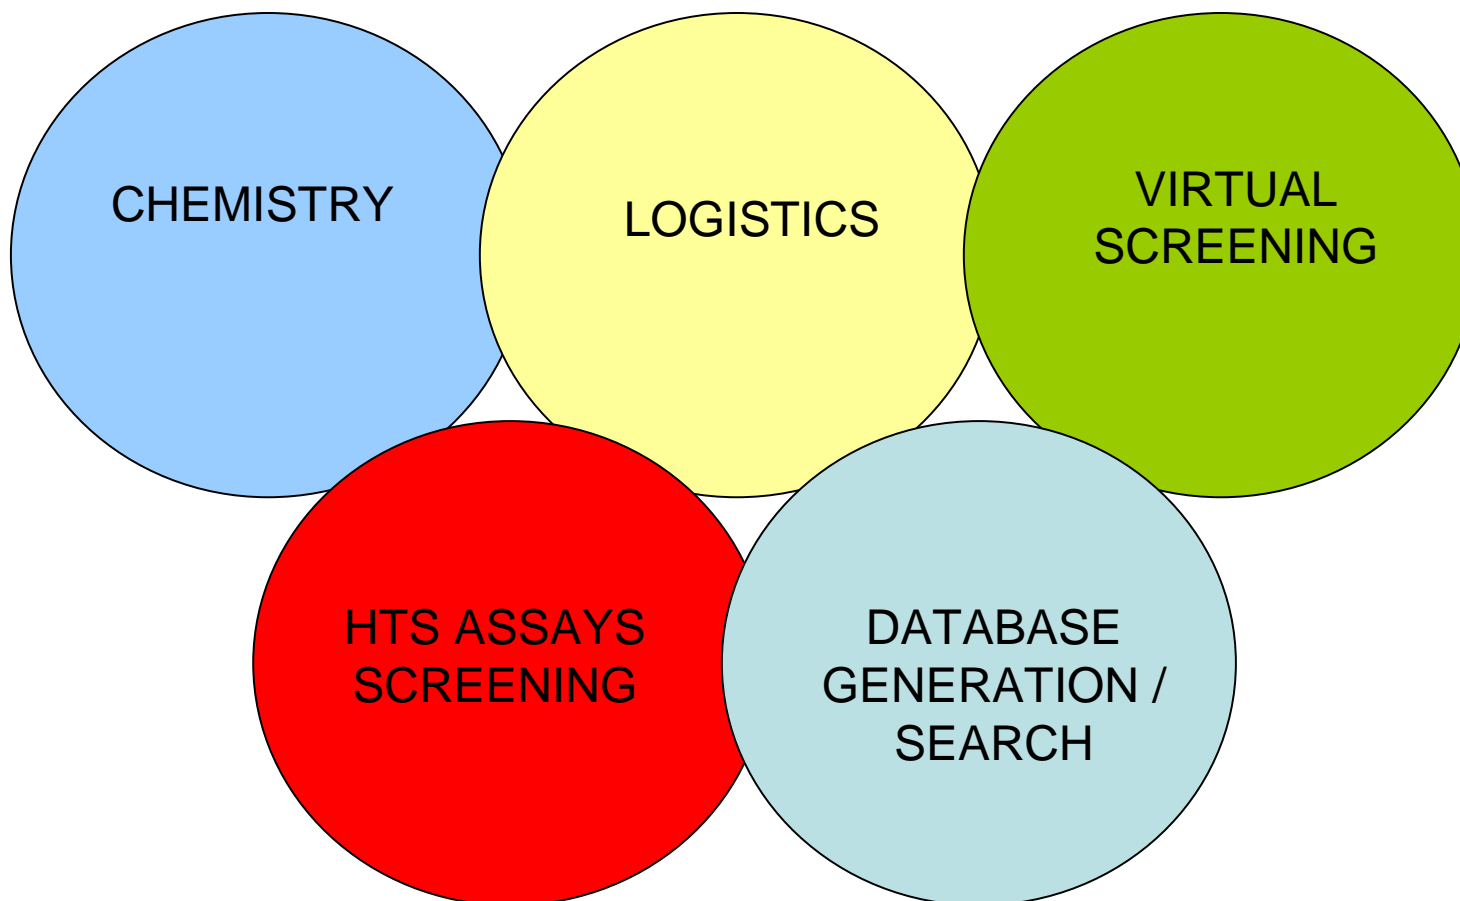 CHEMISTRY
LOGISTICS
VIRTUAL
SCREENING
HTS ASSAYS
SCREENING
DATABASE
GENERATION /
SEARCH